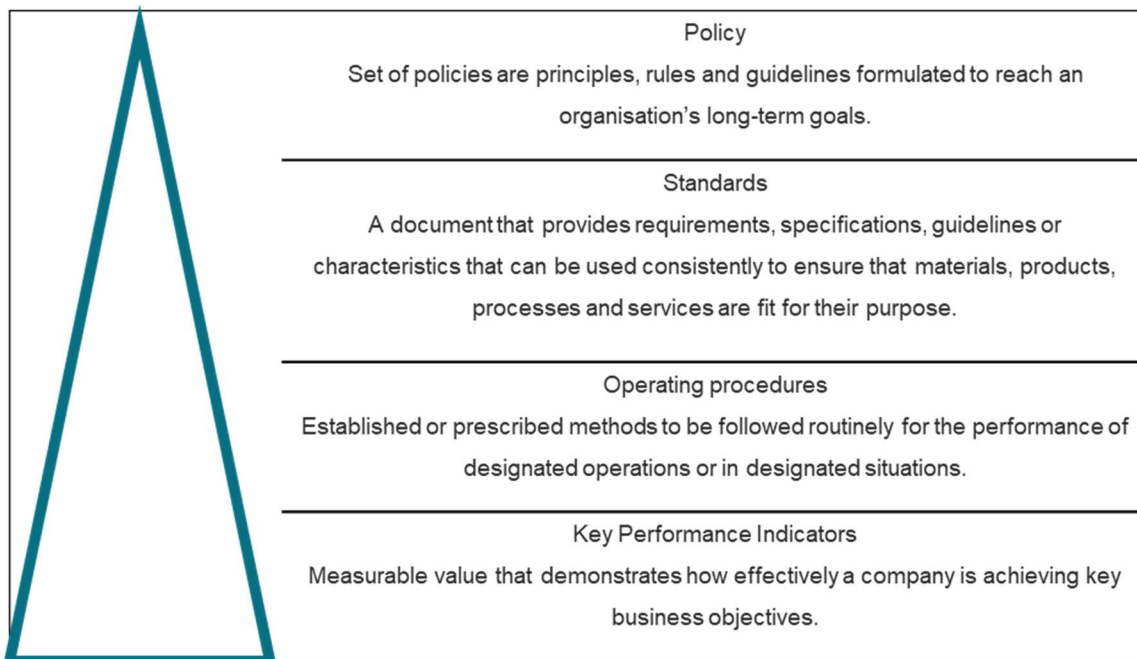 Policy
Set of policies are principles, rules and guidelines formulated to reach an
organisation’s long-term goals.
Standards
A document that provides requirements, specifications, guidelines or
characteristics that can be used consistently to ensure that materials, products,
processes and services are fit for their purpose.
Operating procedures
Established or prescribed methods to be followed routinely for the performance of
designated operations or in designated situations.
Key Performance Indicators
Measurable value that demonstrates how effectively a company is achieving key
business objectives.